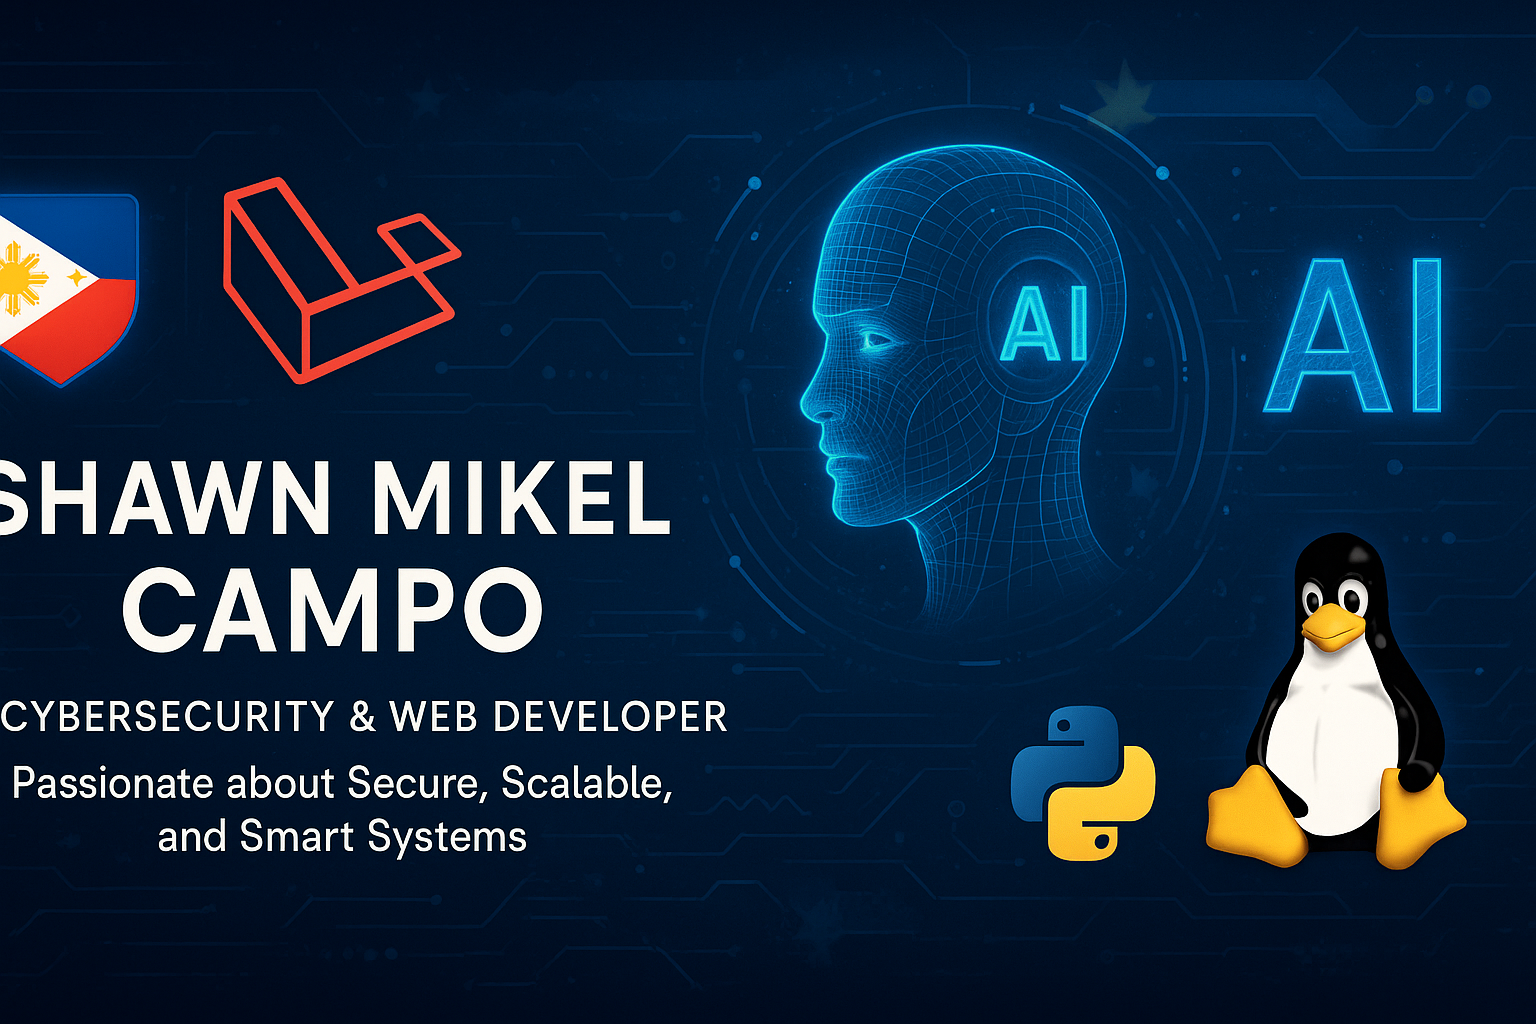 SHAWN MIKEL
CAMPO
CYBERSECURITY & WEB DEVELOPER
Passionate about Secure, Scalable,
and Smart Systems
AI
AI